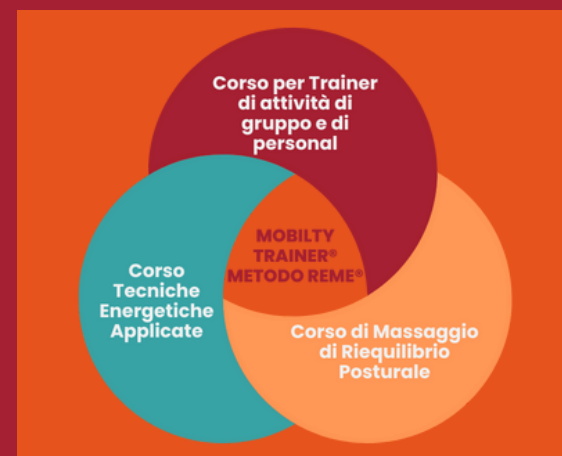 Corso per Trainer
di attività di
gruppo e di
personal
MOBILTY
TRAINER®
METODO REME®
Corso
Tecniche
Energetiche
Applicate
Corso di Massaggio
di Riequilibrio
Posturale